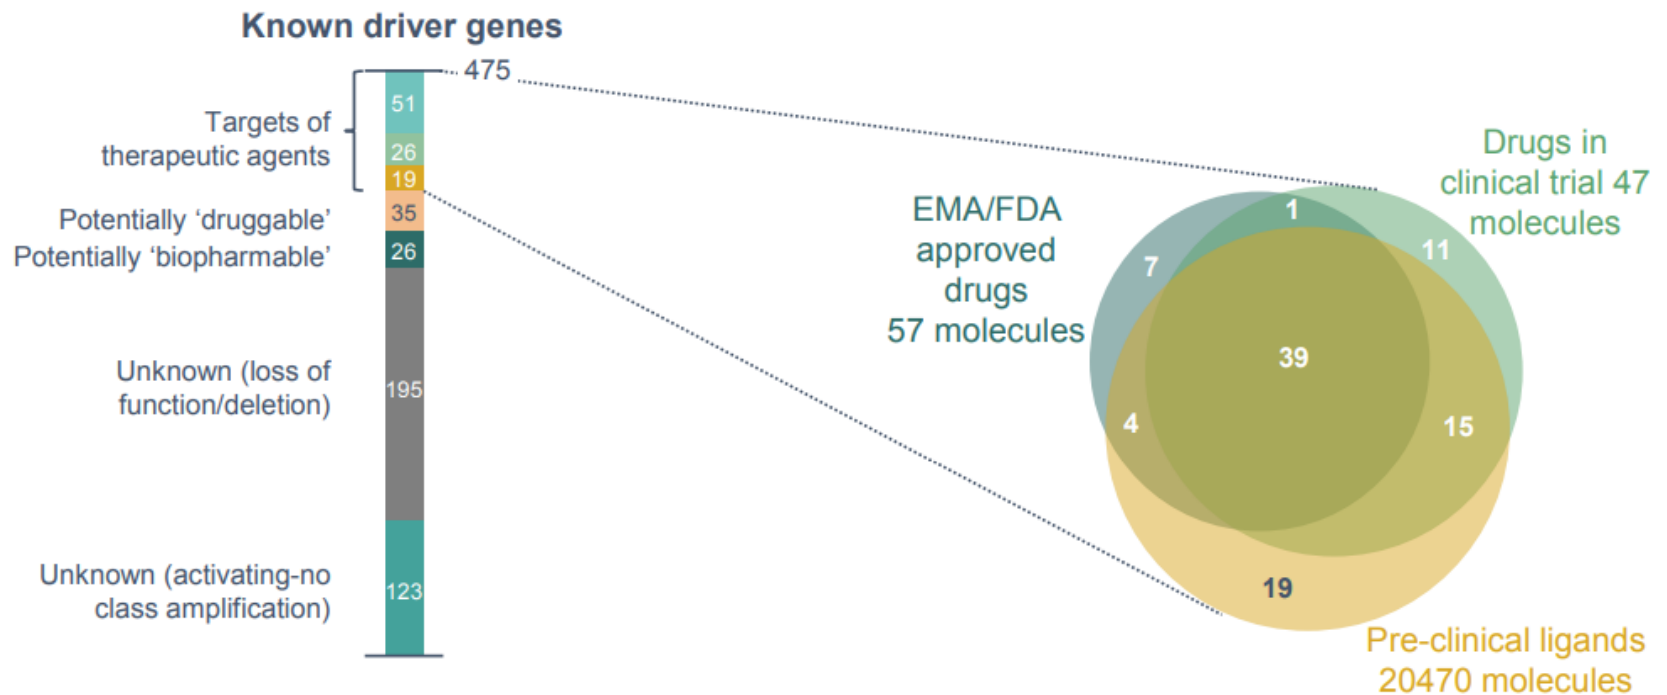 Known driver genes
475
51
Targets of
therapeutic agents
26
19
Potentially ‘druggable’
35
Potentially ‘biopharmable’
26
Unknown (loss of
function/deletion)
195
Unknown (activating-no
class amplification)
123
EMA/FDA
approved
drugs
57 molecules
Drugs in
clinical trial 47
molecules
1
7
11
39
4
15
19
Pre-clinical ligands
20470 molecules